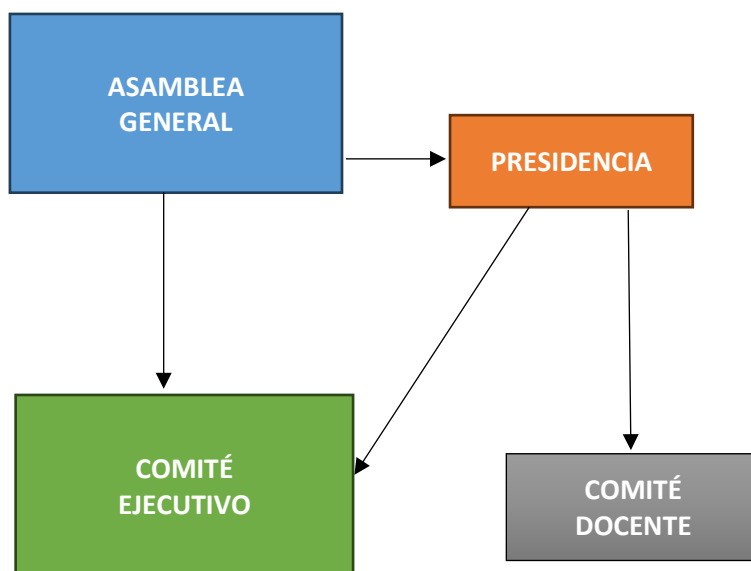 ASAMBLEA
GENERAL
PRESIDENCIA
COMITÉ
EJECUTIVO
COMITÉ
DOCENTE